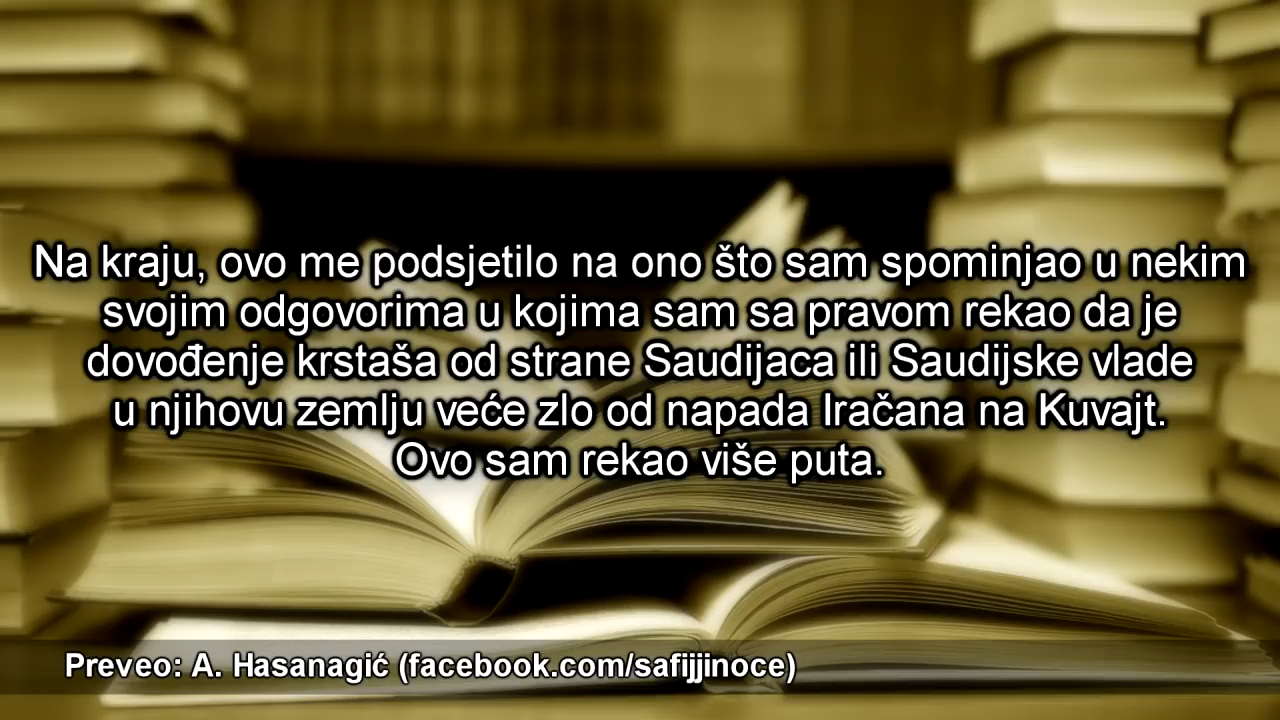 Na kraju, ovo me podsjetilo na ono što sam spominjao u nekim
svojim odgovorima u kojima sam sa pravom rekao da je
dovođenje krstaša od strane Saudijaca ili Saudijske vlade
u njihovu zemlju veće zlo od napada Iračana na Kuvajt.
Ovo sam rekao više puta.
Preveo: A. Hasanagić (facebook.com/safijjjinoce)